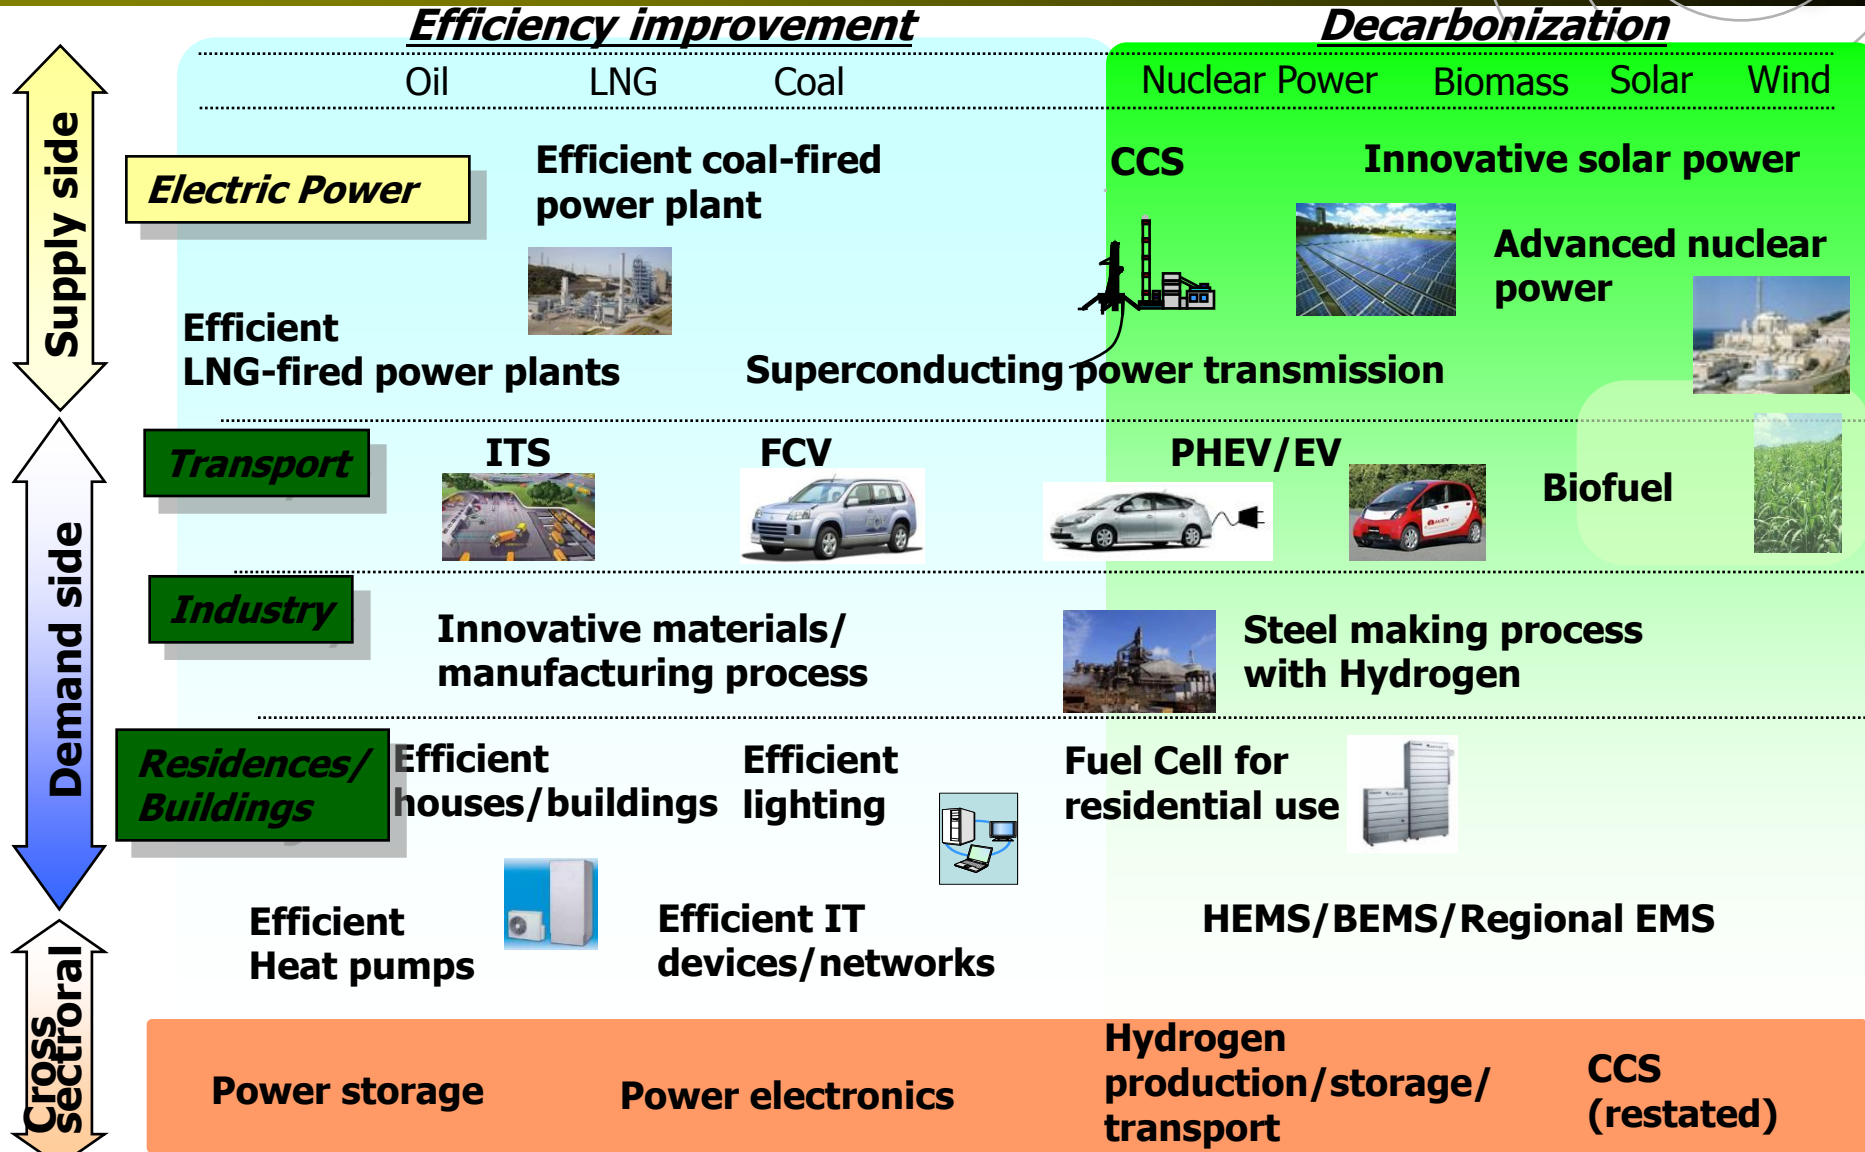 Efficiency improvement
Decarbonization
Oil LNG Coal
Nuclear Power Biomass Solar Wind
Supply side
Electric Power
Efficient coal-fired
power plant
CCS
Innovative solar power
Advanced nuclear
power
Efficient
LNG-fired power plants
Superconducting power transmission
Demand side
Transport
ITS
FCV
PHEV/EV
Biofuel
Industry
Innovative materials/
manufacturing process
Steel making process
with Hydrogen
Residences/
Buildings
Efficient
houses/buildings
Efficient
lighting
Fuel Cell for
residential use
Efficient
Heat pumps
Efficient IT
devices/networks
HEMS/BEMS/Regional EMS
Cross
sectroral
Power storage
Power electronics
Hydrogen
production/storage/
transport
CCS
(restated)